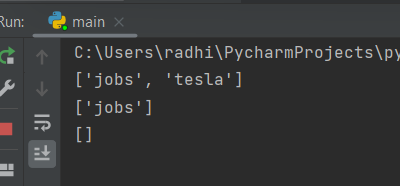 Run:
main
C:\Users\radhi\PycharmProjects\py
['jobs', 'tesla']
['jobs']
[]